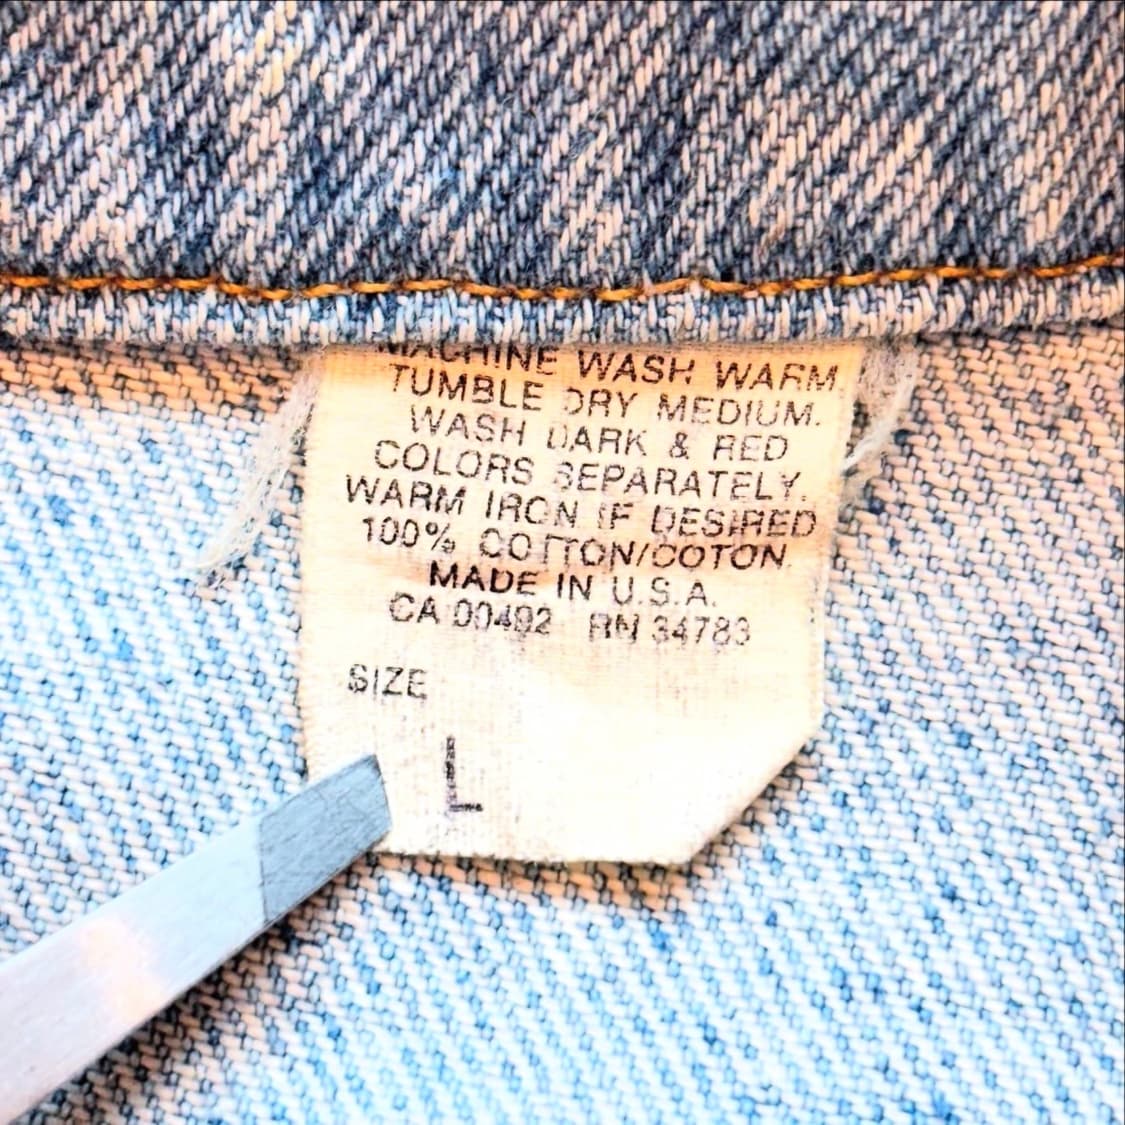 MACHINE WASH WARM.
TUMBLE DRY MEDIUM.
WASH DARK & RED
COLORS SEPARATELY.
WARM IRON IF DESIRED
100% COTTON/COTON
MADE IN U.S.A.
CA 00492 RN 34783
SIZE
L